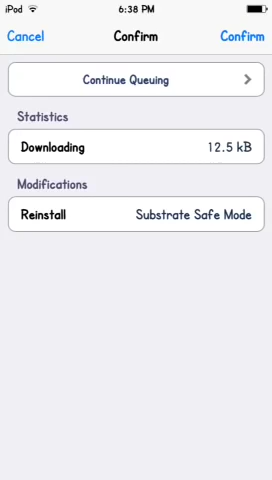 iPod 6:38 PM
Cancel Confirm Confirm
Continue Queuing
Statistics
Downloading 12.5 kB
Modifications
Reinstall Substrate Safe Mode